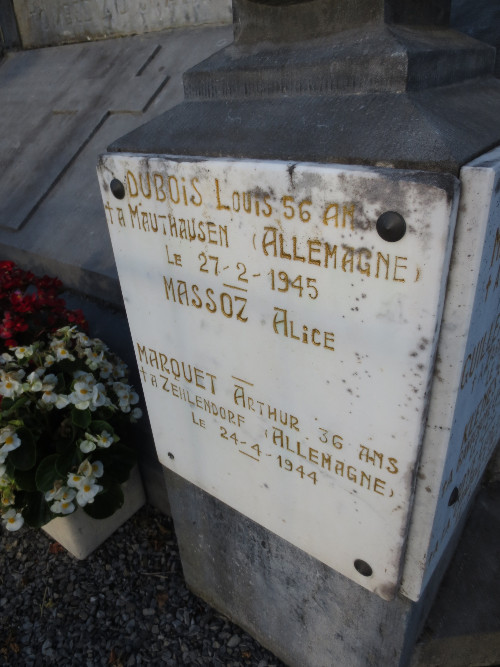 DUBOIS LOUIS 56 ANS
† A MAUTHAUSEN (ALLEMAGNE)
LE 27-2-1945
MASSOZ ALICE
MARQUET ARTHUR 36 ANS
† A ZEHLENDORF (ALLEMAGNE)
LE 24-4-1944